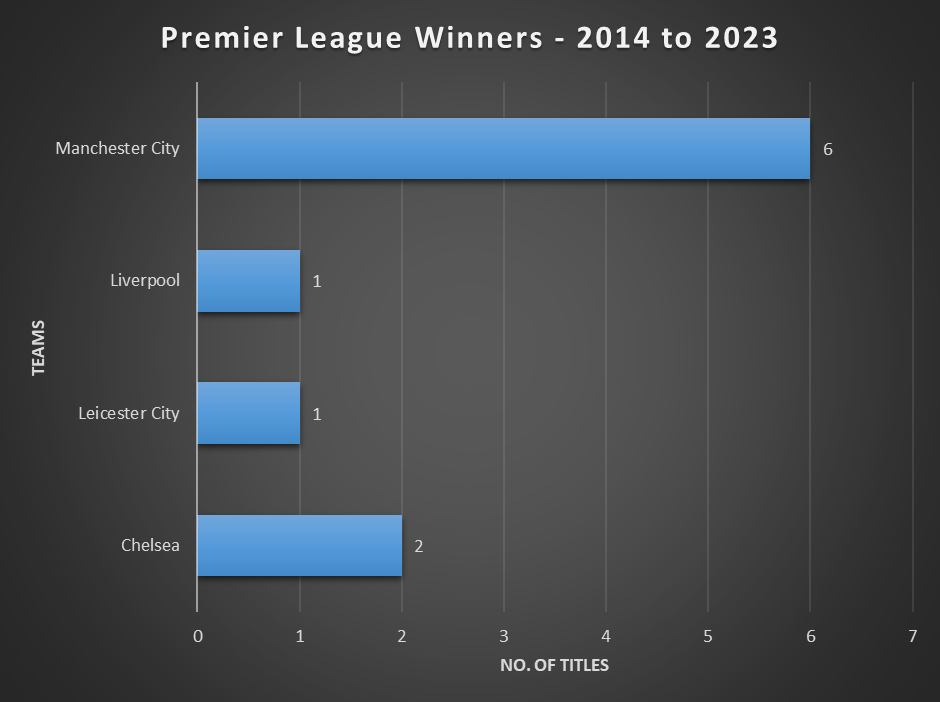 Premier League Winners - 2014 to 2023
TEAMS
Manchester City
6
Liverpool
1
Leicester City
1
Chelsea
2
0 1 2 3 4 5 6 7
NO. OF TITLES